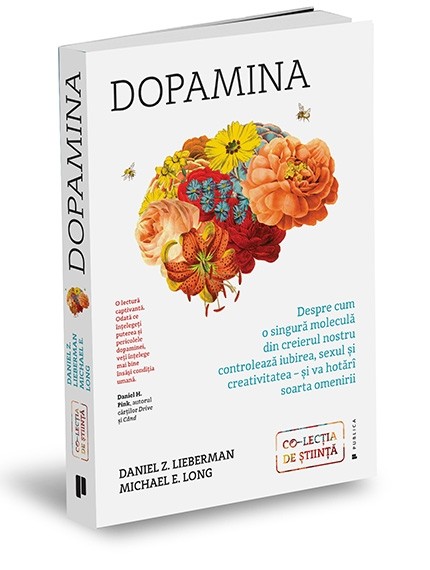 DOPAMINA
O lectură
captivantă.
Odată ce
înțelegeți
puterea și
pericolele
dopaminei,
veți înțelege
mai bine
însăși condiția
umană.
Daniel H.
Pink, autorul
cărților Drive
și Când
Despre cum
o singură moleculă
din creierul nostru
controlează iubirea, sexul și
creativitatea – și va hotărî
soarta omenirii
CO-LECȚIA
DE ȘTIINȚĂ
PUBLICA
DANIEL Z. LIEBERMAN
MICHAEL E. LONG
DOPAMINA
DANIEL Z.
LIEBERMAN
MICHAEL E.
LONG
CO-LECȚIA
DE ȘTIINȚĂ